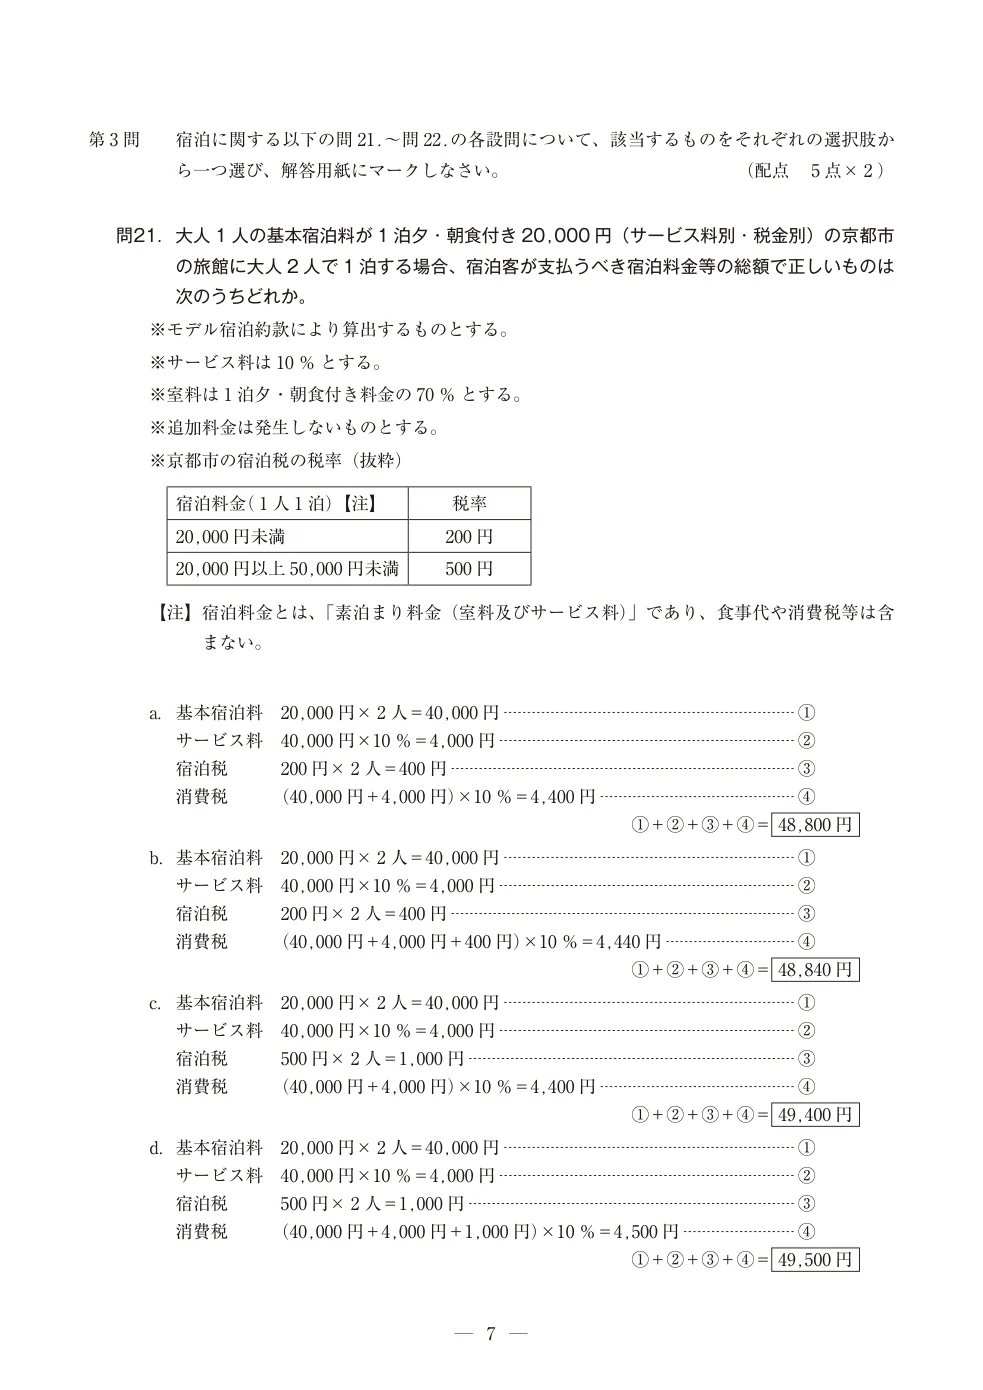 第3問　宿泊に関する以下の問21.～問22.の各設問について、該当するものをそれぞれの選択肢か
ら一つ選び、解答用紙にマークしなさい。　（配点　5点×2）
問21. 大人1人の基本宿泊料が1泊夕・朝食付き20,000円（サービス料別・税金別）の京都市
の旅館に大人2人で1泊する場合、宿泊客が支払うべき宿泊料金等の総額で正しいものは
次のうちどれか。
※モデル宿泊約款により算出するものとする。
※サービス料は10％とする。
※室料は1泊夕・朝食付き料金の70％とする。
※追加料金は発生しないものとする。
※京都市の宿泊税の税率（抜粋）
宿泊料金(1人1泊)【注】　税率
20,000円未満　200円
20,000円以上50,000円未満　500円
【注】宿泊料金とは、「素泊まり料金（室料及びサービス料）」であり、食事代や消費税等は含
まない。
a. 基本宿泊料　20,000円×2人=40,000円 ①
サービス料　40,000円×10％=4,000円 ②
宿泊税　200円×2人=400円 ③
消費税　(40,000円+4,000円)×10％=4,400円 ④
①+②+③+④= 48,800円
b. 基本宿泊料　20,000円×2人=40,000円 ①
サービス料　40,000円×10％=4,000円 ②
宿泊税　200円×2人=400円 ③
消費税　(40,000円+4,000円+400円)×10％=4,440円 ④
①+②+③+④= 48,840円
c. 基本宿泊料　20,000円×2人=40,000円 ①
サービス料　40,000円×10％=4,000円 ②
宿泊税　500円×2人=1,000円 ③
消費税　(40,000円+4,000円)×10％=4,400円 ④
①+②+③+④= 49,400円
d. 基本宿泊料　20,000円×2人=40,000円 ①
サービス料　40,000円×10％=4,000円 ②
宿泊税　500円×2人=1,000円 ③
消費税　(40,000円+4,000円+1,000円)×10％=4,500円 ④
①+②+③+④= 49,500円
― 7 ―